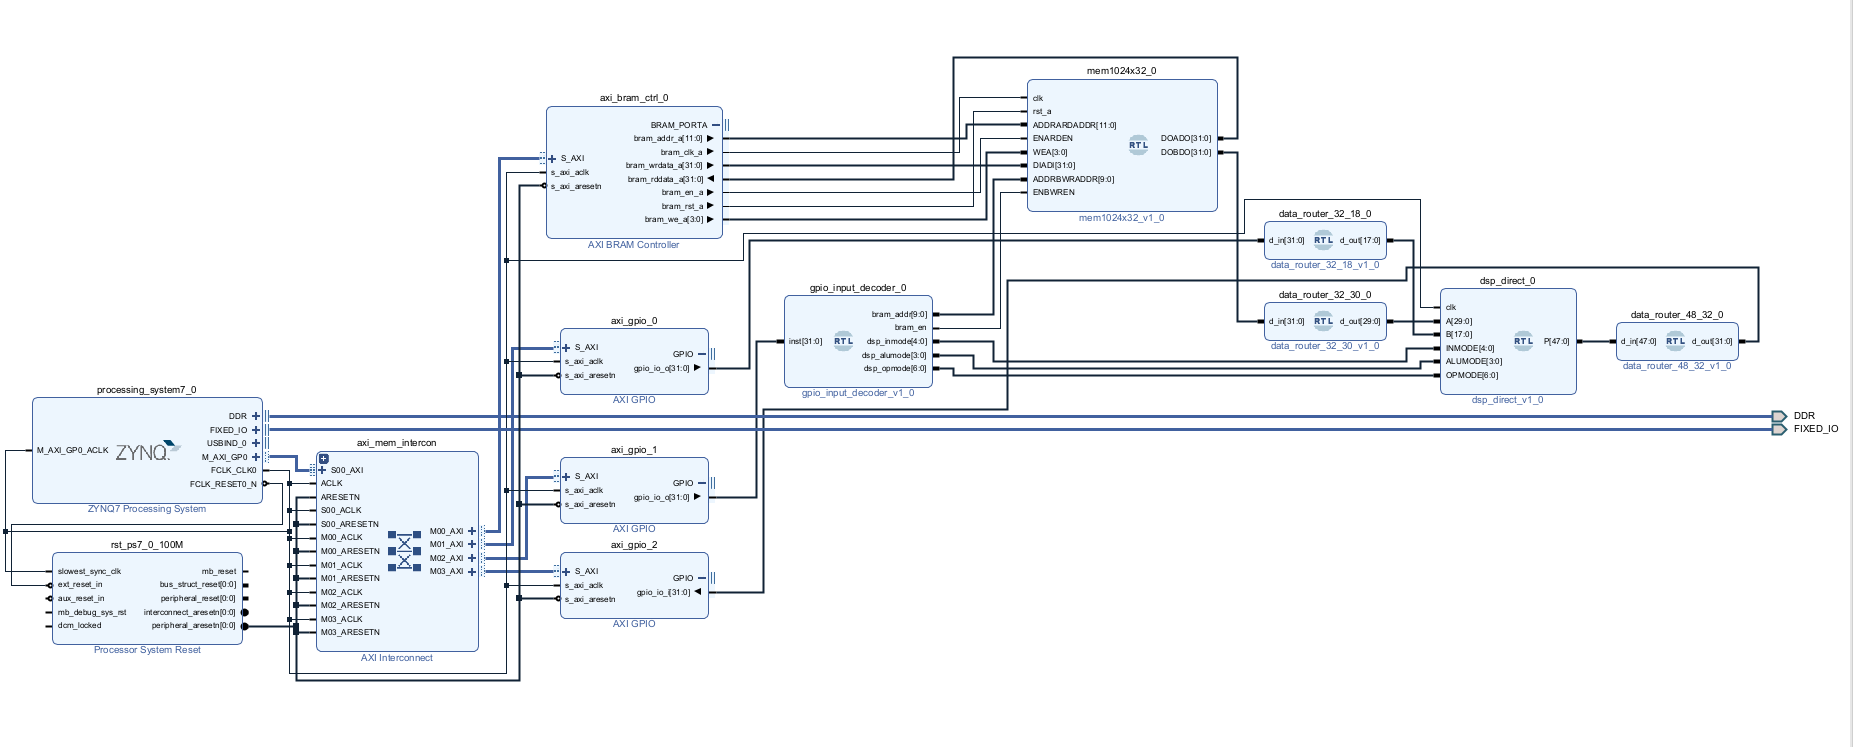 axi_bram_ctrl_0
BRAM_PORTA
bram_addr_a[11:0]
bram_clk_a
S_AXI
bram_wrdata_a[31:0]
s_axi_aclk
bram_rddata_a[31:0]
s_axi_aresetn
bram_en_a
bram_rst_a
bram_we_a[3:0]
AXI BRAM Controller
mem1024x32_0
clk
rst_a
ADDRARDADDR[11:0]
ENARDEN
DOADO[31:0]
WEA[3:0]
RTL
DOBDO[31:0]
DIADI[31:0]
ADDRBWRADDR[9:0]
ENBWREN
mem1024x32_v1_0
data_router_32_18_0
d_in[31:0]
RTL
d_out[17:0]
data_router_32_18_v1_0
data_router_32_30_0
d_in[31:0]
RTL
d_out[29:0]
data_router_32_30_v1_0
dsp_direct_0
clk
A[29:0]
B[17:0]
INMODE[4:0]
RTL
P[47:0]
ALUMODE[3:0]
OPMODE[6:0]
dsp_direct_v1_0
data_router_48_32_0
d_in[47:0]
RTL
d_out[31:0]
data_router_48_32_v1_0
gpio_input_decoder_0
bram_addr[9:0]
bram_en
inst[31:0]
RTL
dsp_inmode[4:0]
dsp_alumode[3:0]
dsp_opmode[6:0]
gpio_input_decoder_v1_0
axi_gpio_0
S_AXI
GPIO
s_axi_aclk
gpio_io_o[31:0]
s_axi_aresetn
AXI GPIO
DDR
FIXED_IO
processing_system7_0
DDR
FIXED_IO
USBIND_0
M_AXI_GP0_ACLK
ZYNQ
M_AXI_GP0
FCLK_CLK0
FCLK_RESET0_N
ZYNQ7 Processing System
axi_mem_intercon
S00_AXI
ACLK
ARESETN
S00_ACLK
S00_ARESETN
M00_ACLK
M00_ARESETN
M01_ACLK
M01_ARESETN
M02_ACLK
M02_ARESETN
M03_ACLK
M03_ARESETN
M00_AXI
M01_AXI
M02_AXI
M03_AXI
AXI Interconnect
axi_gpio_1
S_AXI
GPIO
s_axi_aclk
gpio_io_o[31:0]
s_axi_aresetn
AXI GPIO
axi_gpio_2
S_AXI
GPIO
s_axi_aclk
gpio_io_i[31:0]
s_axi_aresetn
AXI GPIO
rst_ps7_0_100M
slowest_sync_clk
mb_reset
ext_reset_in
bus_struct_reset[0:0]
aux_reset_in
peripheral_reset[0:0]
mb_debug_sys_rst
interconnect_aresetn[0:0]
dcm_locked
peripheral_aresetn[0:0]
Processor System Reset